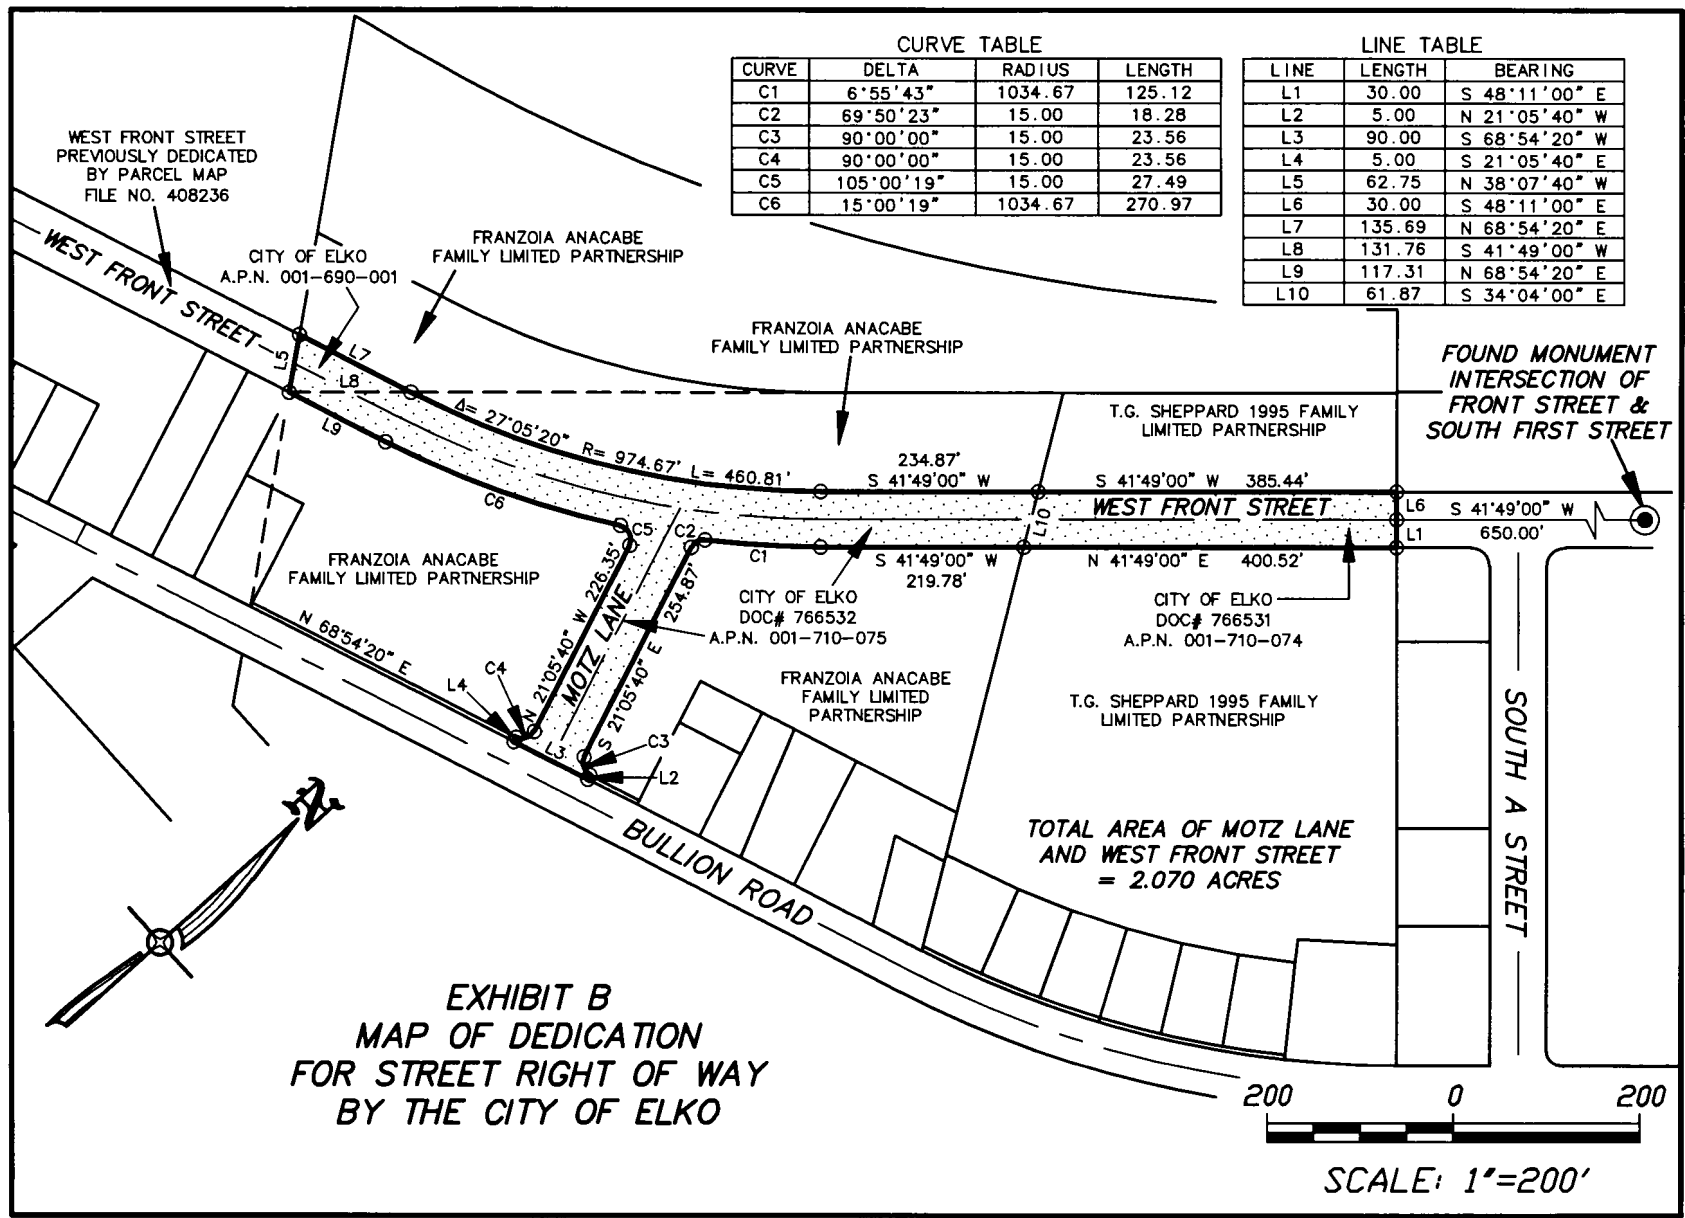 CURVE TABLE
CURVE DELTA RADIUS LENGTH
C1 6°55'43" 1034.67 125.12
C2 69°50'23" 15.00 18.28
C3 90°00'00" 15.00 23.56
C4 90°00'00" 15.00 23.56
C5 105°00'19" 15.00 27.49
C6 15°00'19" 1034.67 270.97
LINE TABLE
LINE LENGTH BEARING
L1 30.00 S 48°11'00" E
L2 5.00 N 21°05'40" W
L3 90.00 S 68°54'20" W
L4 5.00 S 21°05'40" E
L5 62.75 N 38°07'40" W
L6 30.00 S 48°11'00" E
L7 135.69 N 68°54'20" E
L8 131.76 S 41°49'00" W
L9 117.31 N 68°54'20" E
L10 61.87 S 34°04'00" E
WEST FRONT STREET
PREVIOUSLY DEDICATED
BY PARCEL MAP
FILE NO. 408236
WEST FRONT STREET
CITY OF ELKO
A.P.N. 001-690-001
FRANZOIA ANACABE
FAMILY LIMITED PARTNERSHIP
FRANZOIA ANACABE
FAMILY LIMITED PARTNERSHIP
FOUND MONUMENT
INTERSECTION OF
FRONT STREET &
SOUTH FIRST STREET
T.G. SHEPPARD 1995 FAMILY
LIMITED PARTNERSHIP
L5
L7
L8
L9
Δ= 27°05'20" R= 974.67' L= 460.81'
234.87'
S 41°49'00" W
S 41°49'00" W 385.44'
WEST FRONT STREET
L10
L6
L1
S 41°49'00" W
650.00'
C6
C5
C2
C1
S 41°49'00" W
219.78'
N 41°49'00" E 400.52'
FRANZOIA ANACABE
FAMILY LIMITED PARTNERSHIP
CITY OF ELKO
DOC# 766532
A.P.N. 001-710-075
CITY OF ELKO
DOC# 766531
A.P.N. 001-710-074
N 68°54'20" E
N 21°05'40" W 226.35'
MOTZ LANE
S 21°05'40" E 254.87'
L4
C4
L3
C3
L2
FRANZOIA ANACABE
FAMILY LIMITED
PARTNERSHIP
T.G. SHEPPARD 1995 FAMILY
LIMITED PARTNERSHIP
SOUTH A STREET
BULLION ROAD
TOTAL AREA OF MOTZ LANE
AND WEST FRONT STREET
= 2.070 ACRES
N
EXHIBIT B
MAP OF DEDICATION
FOR STREET RIGHT OF WAY
BY THE CITY OF ELKO
200 0 200
SCALE: 1"=200'